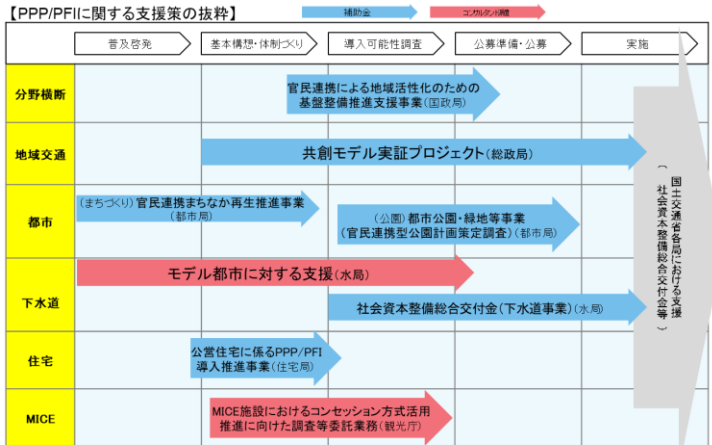 【PPP/PFIに関する支援策の抜粋】
補助金
コンサルタント派遣
普及啓発
基本構想・体制づくり
導入可能性調査
公募準備・公募
実施
分野横断
官民連携による地域活性化のための
基盤整備推進支援事業(国政局)
地域交通
共創モデル実証プロジェクト(総政局)
都市
(まちづくり)官民連携まちなか再生推進事業
(都市局)
(公園)都市公園・緑地等事業
(官民連携型公園計画策定調査)(都市局)
下水道
モデル都市に対する支援(水局)
社会資本整備総合交付金(下水道事業)(水局)
住宅
公営住宅に係るPPP/PFI
導入推進事業(住宅局)
MICE
MICE施設におけるコンセッション方式活用
推進に向けた調査等委託業務(観光庁)
国土交通省各局における支援
(社会資本整備総合交付金等)